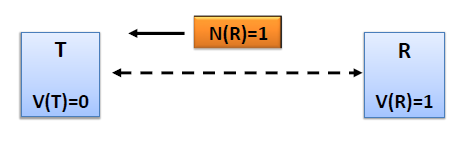 N(R)=1
T
R
V(T)=0
V(R)=1